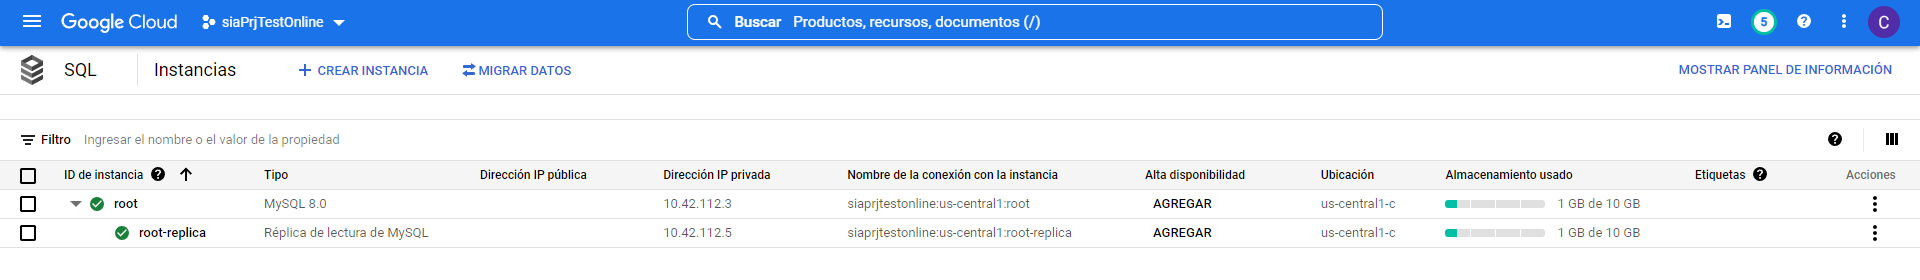 Google Cloud siaPrjTestOnline Buscar Productos, recursos, documentos (/) 5 ? C
SQL Instancias CREAR INSTANCIA MIGRAR DATOS MOSTRAR PANEL DE INFORMACIÓN
Filtro Ingresar el nombre o el valor de la propiedad ?
ID de instancia ? Tipo Dirección IP pública Dirección IP privada Nombre de la conexión con la instancia Alta disponibilidad Ubicación Almacenamiento usado Etiquetas ? Acciones
root MySQL 8.0 10.42.112.3 siaprjtestonline:us-central1:root AGREGAR us-central1-c 1 GB de 10 GB
root-replica Réplica de lectura de MySQL 10.42.112.5 siaprjtestonline:us-central1:root-replica AGREGAR us-central1-c 1 GB de 10 GB